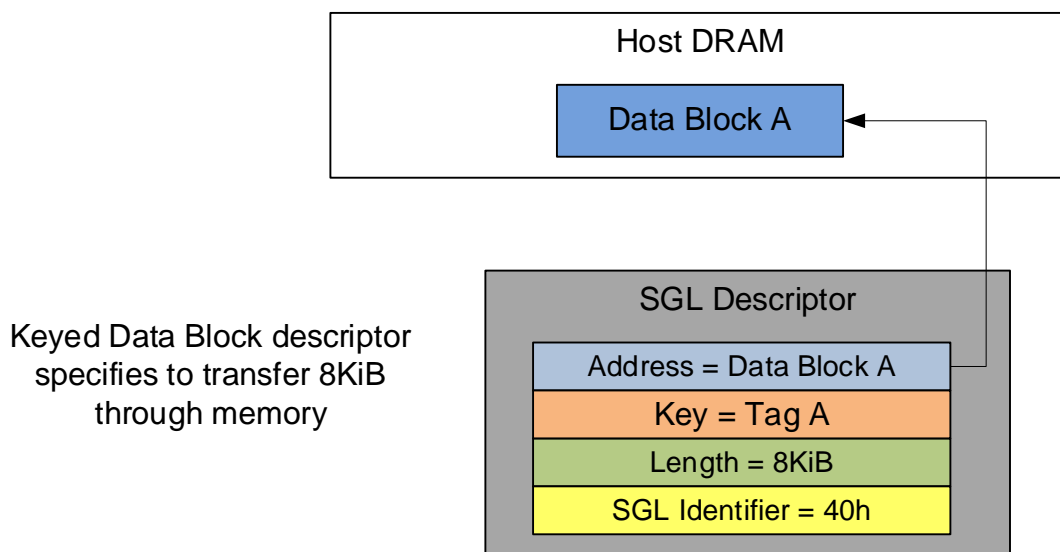 Host DRAM
Data Block A
SGL Descriptor
Keyed Data Block descriptor
specifies to transfer 8KiB
through memory
Address = Data Block A
Key = Tag A
Length = 8KiB
SGL Identifier = 40h